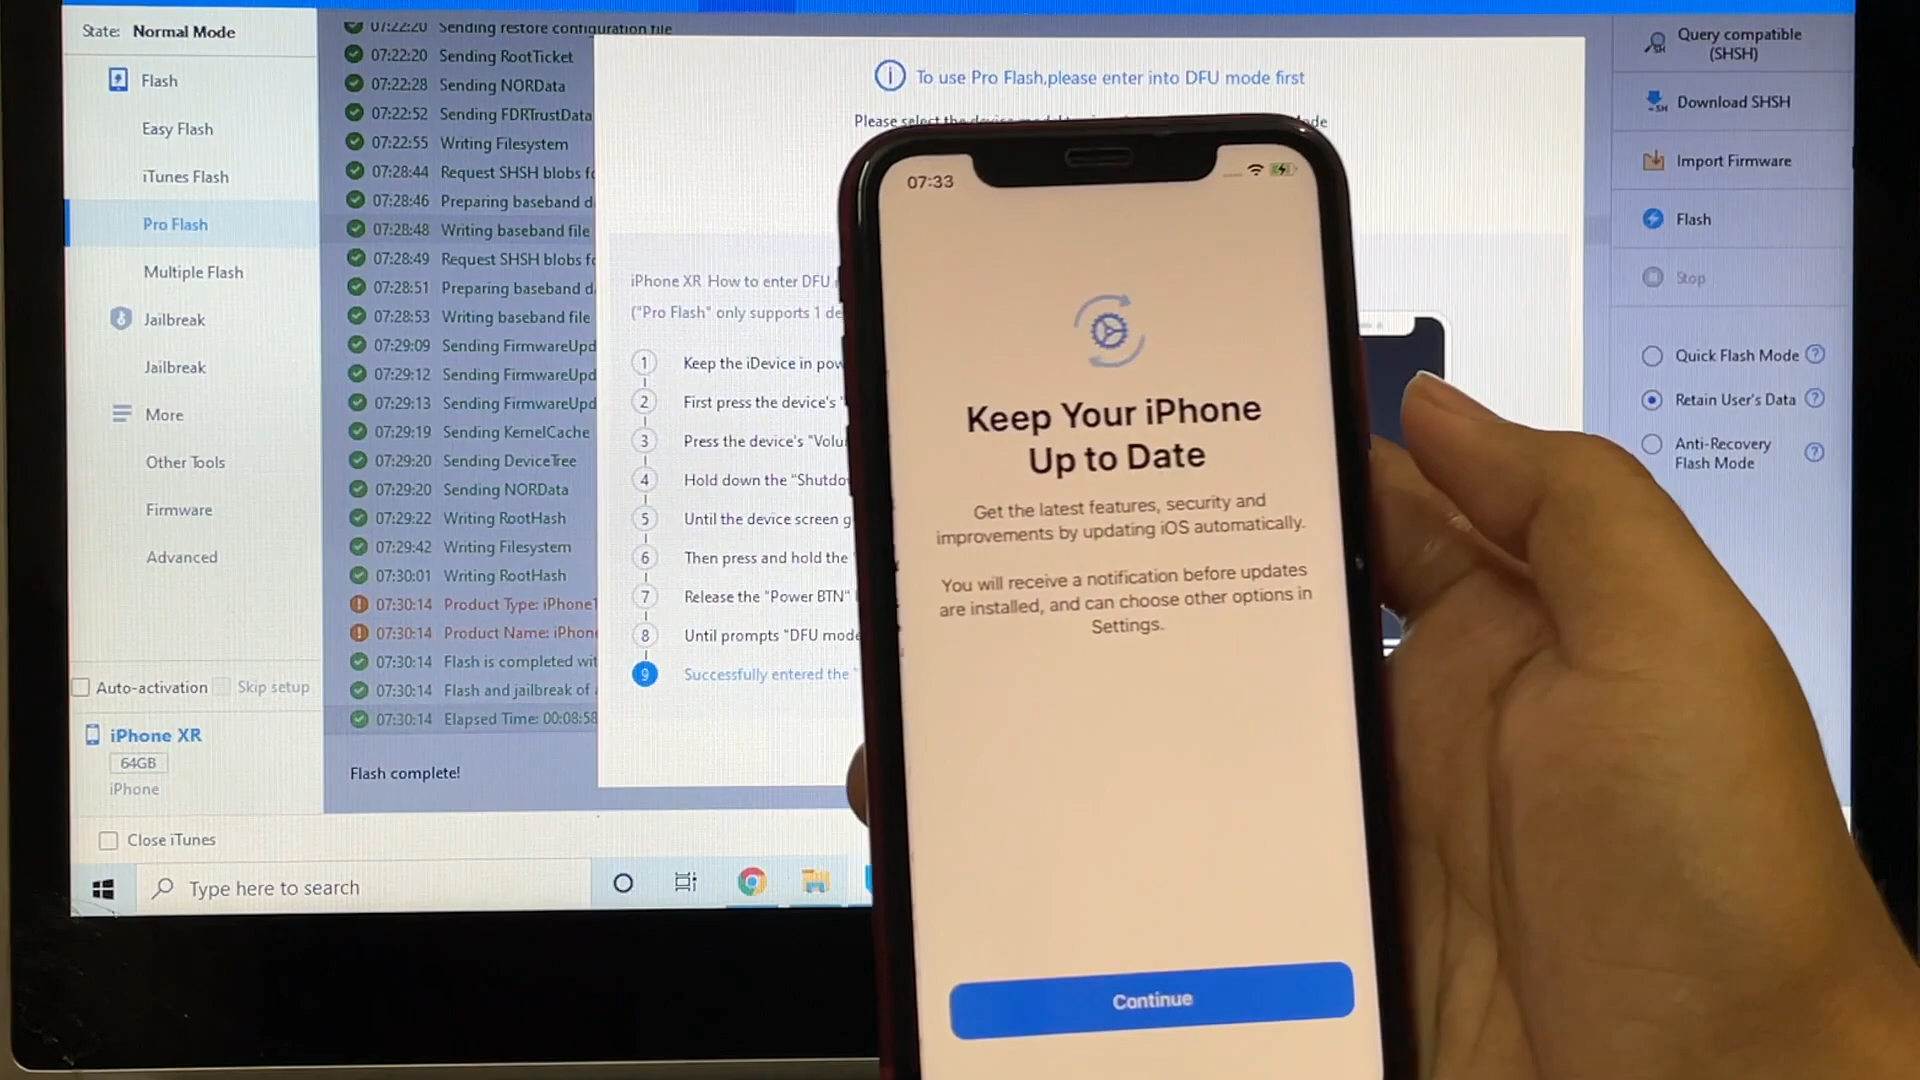 State: Normal Mode
Flash
Easy Flash
iTunes Flash
Pro Flash
Multiple Flash
Jailbreak
Jailbreak
More
Other Tools
Firmware
Advanced
Auto-activation
Skip setup
iPhone XR
64GB
iPhone
Close iTunes
Type here to search
07:22:20 Sending restore configuration file
07:22:20 Sending RootTicket
07:22:28 Sending NORData
07:22:52 Sending FDRTrustData
07:22:55 Writing Filesystem
07:28:44 Request SHSH blobs fo
07:28:46 Preparing baseband d
07:28:48 Writing baseband file
07:28:49 Request SHSH blobs fo
07:28:51 Preparing baseband d
07:28:53 Writing baseband file
07:29:09 Sending FirmwareUpd
07:29:12 Sending FirmwareUpd
07:29:13 Sending FirmwareUpd
07:29:19 Sending KernelCache
07:29:20 Sending DeviceTree
07:29:20 Sending NORData
07:29:22 Writing RootHash
07:29:42 Writing Filesystem
07:30:01 Writing RootHash
07:30:14 Product Type: iPhone1
07:30:14 Product Name: iPhone
07:30:14 Flash is completed wit
07:30:14 Flash and jailbreak of
07:30:14 Elapsed Time: 00:08:58
Flash complete!
To use Pro Flash,please enter into DFU mode first
Please select the device model
iPhone XR How to enter DFU
("Pro Flash" only supports 1 de
1 Keep the iDevice in pow
2 First press the device's
3 Press the device's "Volu
4 Hold down the "Shutdo
5 Until the device screen g
6 Then press and hold the
7 Release the "Power BTN"
8 Until prompts "DFU mode
9 Successfully entered the
07:33
Keep Your iPhone
Up to Date
Get the latest features, security and
improvements by updating iOS automatically.
You will receive a notification before updates
are installed, and can choose other options in
Settings.
Continue
Query compatible
(SHSH)
Download SHSH
Import Firmware
Flash
Stop
Quick Flash Mode ?
Retain User's Data ?
Anti-Recovery
Flash Mode ?